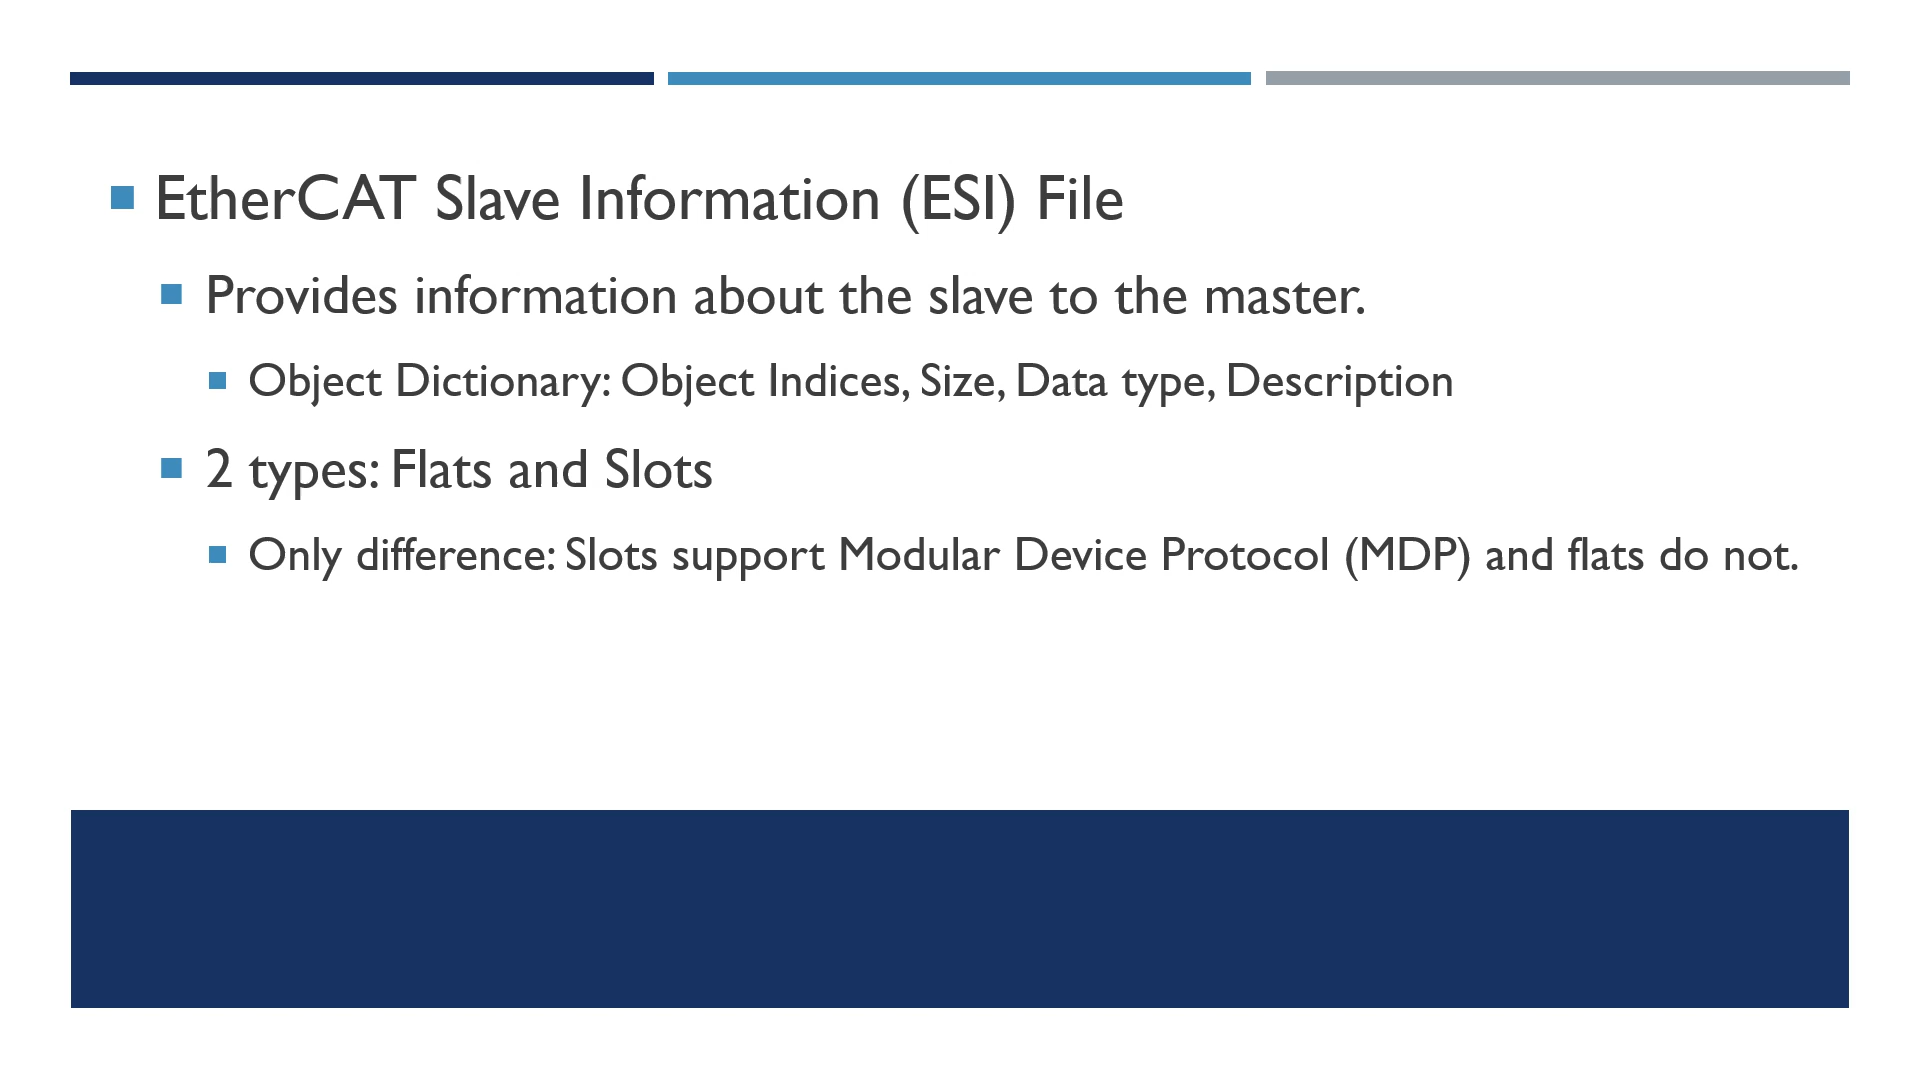 EtherCAT Slave Information (ESI) File
Provides information about the slave to the master.
Object Dictionary: Object Indices, Size, Data type, Description
2 types: Flats and Slots
Only difference: Slots support Modular Device Protocol (MDP) and flats do not.